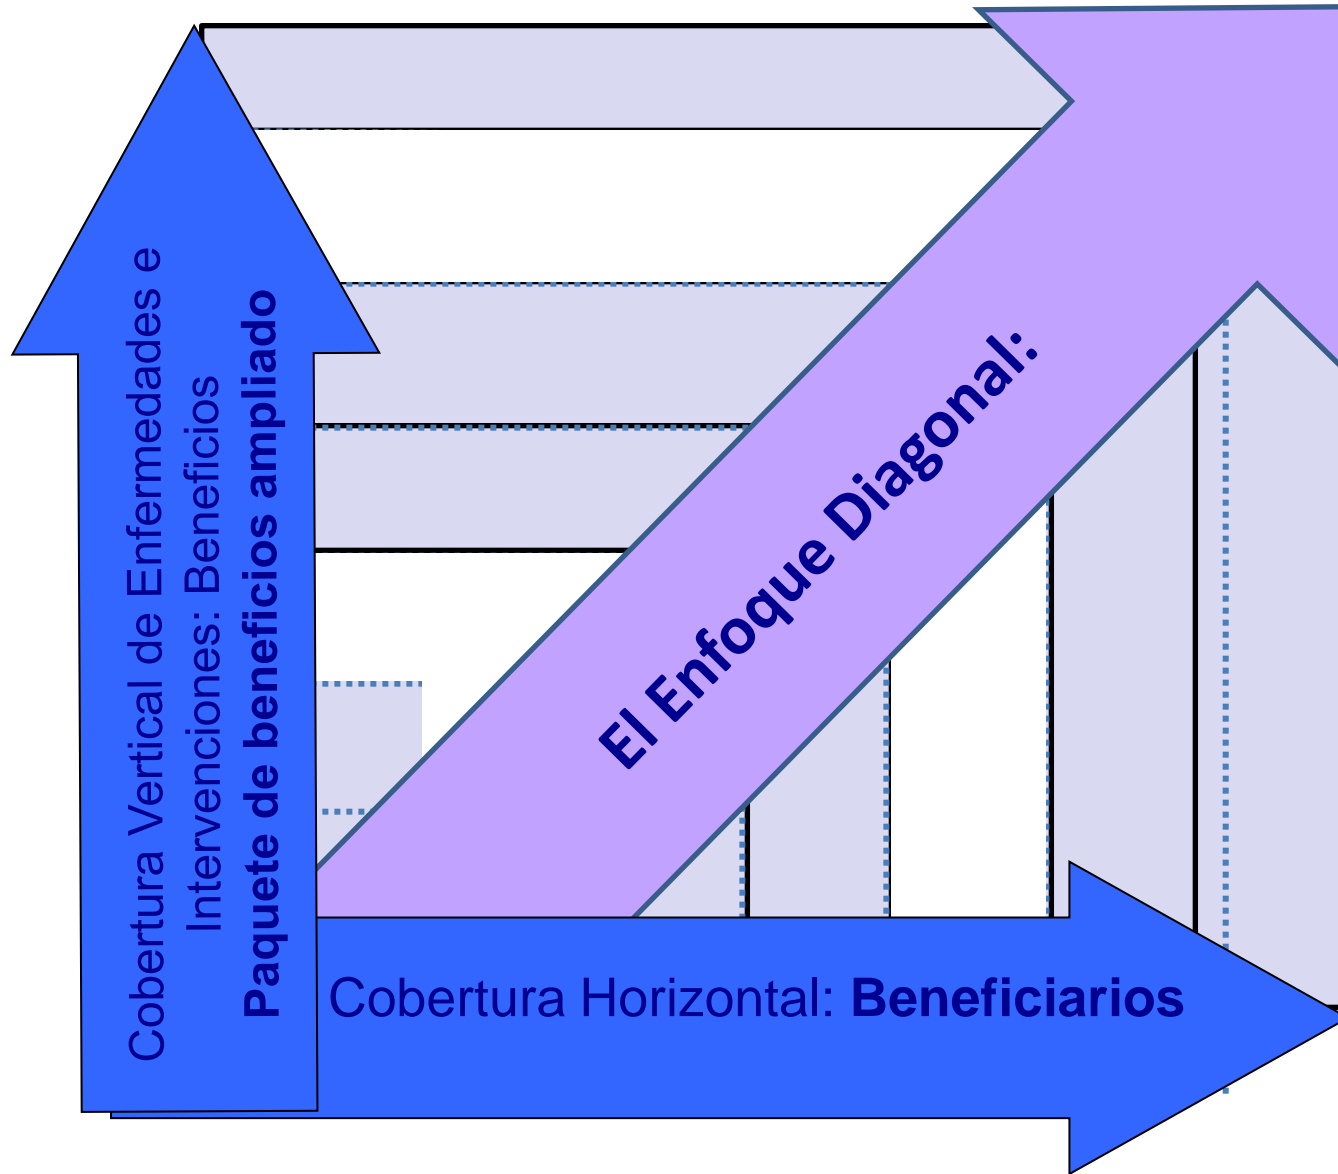 Cobertura Vertical de Enfermedades e
Intervenciones: Beneficios
Paquete de beneficios ampliado
El Enfoque Diagonal:
Cobertura Horizontal: Beneficiarios